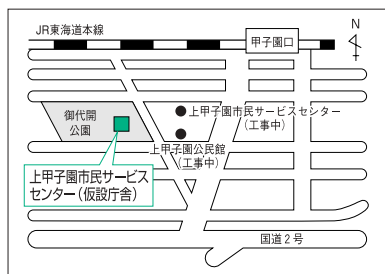 JR東海道本線
甲子園口
N
御代開
公園
上甲子園市民サービスセンター
(工事中)
上甲子園公民館
(工事中)
上甲子園市民サービス
センター(仮設庁舎)
国道2号